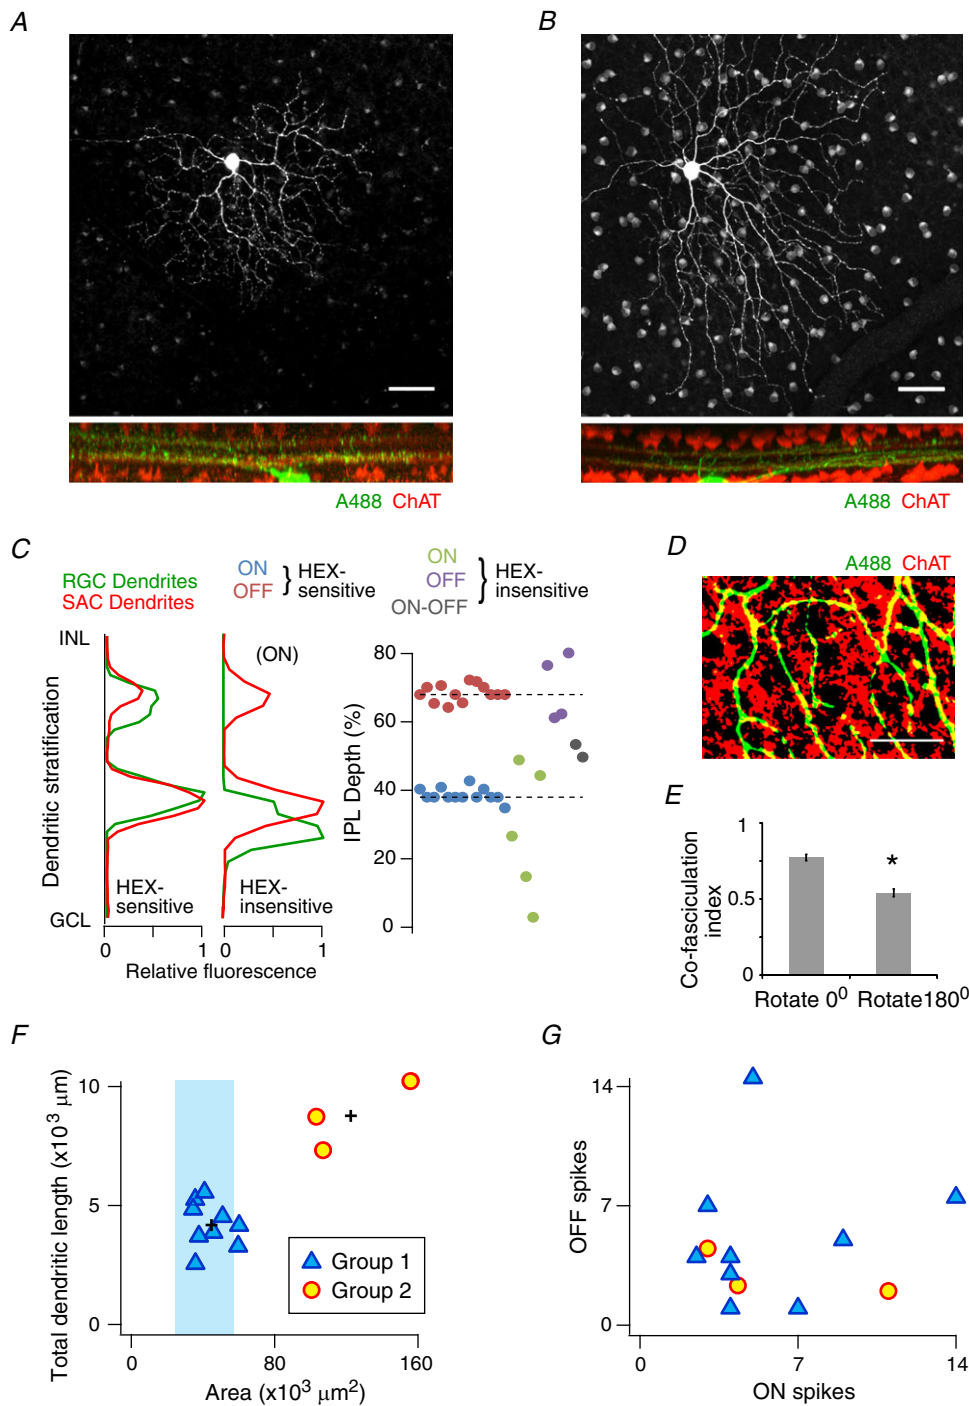 A
B
A488 ChAT
A488 ChAT
C
RGC Dendrites
SAC Dendrites
ON
OFF
} HEX-
sensitive
ON
OFF
ON-OFF
} HEX-
insensitive
INL
Dendritic stratification
GCL
(ON)
HEX-
sensitive
HEX-
insensitive
0 1 0 1
Relative fluorescence
IPL Depth (%)
80
60
40
20
0
D
A488 ChAT
E
Co-fasciculation
index
1
0.5
0
*
Rotate 0⁰ Rotate180⁰
F
Total dendritic length (x10³ μm)
10
5
0
Group 1
Group 2
0 80 160
Area (x10³ μm²)
G
OFF spikes
14
7
0
0 7 14
ON spikes